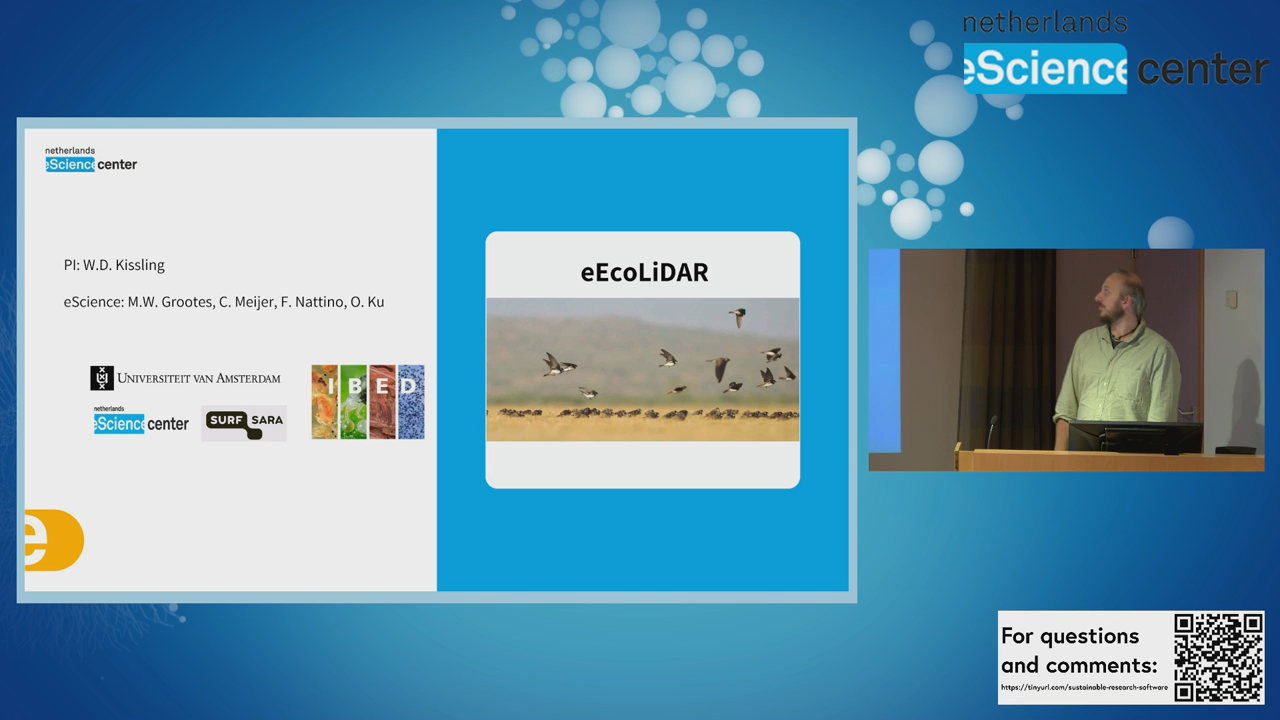 netherlands
eScience center
netherlands
eScience center
PI: W.D. Kissling
eScience: M.W. Grootes, C. Meijer, F. Nattino, O. Ku
UNIVERSITEIT VAN AMSTERDAM
netherlands
eScience center
SURF SARA
I B E D
e
eEcoLiDAR
For questions
and comments:
https://tinyurl.com/sustainable-research-software